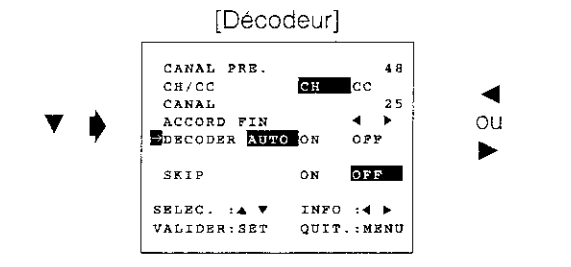 [Décodeur]
CANAL PRE. 48
CH/CC CH CC
CANAL 25
ACCORD FIN ◀ ▶
▼ → DECODER AUTO ON OFF ◀ ou ▶
SKIP ON OFF
SELEC. :▲ ▼ INFO :◀ ▶
VALIDER:SET QUIT.:MENU